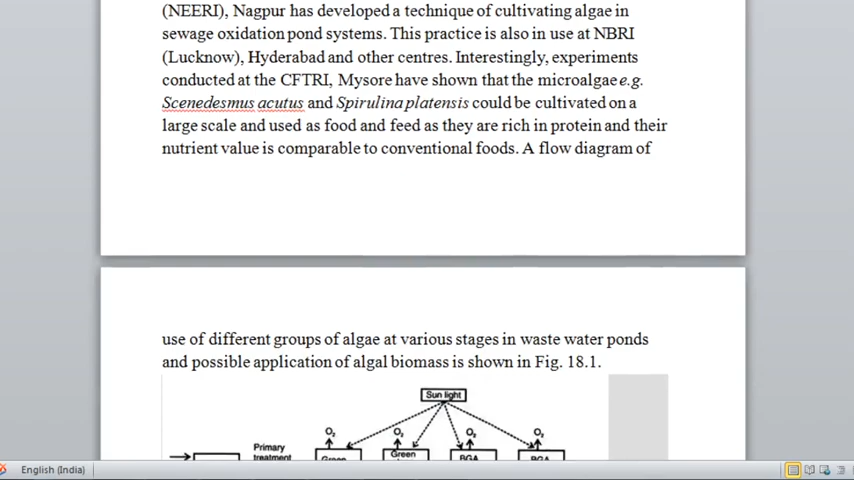 (NEERI), Nagpur has developed a technique of cultivating algae in
sewage oxidation pond systems. This practice is also in use at NBRI
(Lucknow), Hyderabad and other centres. Interestingly, experiments
conducted at the CFTRI, Mysore have shown that the microalgae e.g.
Scenedesmus acutus and Spirulina platensis could be cultivated on a
large scale and used as food and feed as they are rich in protein and their
nutrient value is comparable to conventional foods. A flow diagram of
use of different groups of algae at various stages in waste water ponds
and possible application of algal biomass is shown in Fig. 18.1.
Sun light
O₂ O₂ O₂ O₂
Primary
treatment
Green Green BGA BGA
English (India)